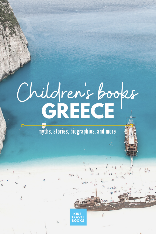 Children's books
GREECE
myths, stories, biographies, and more